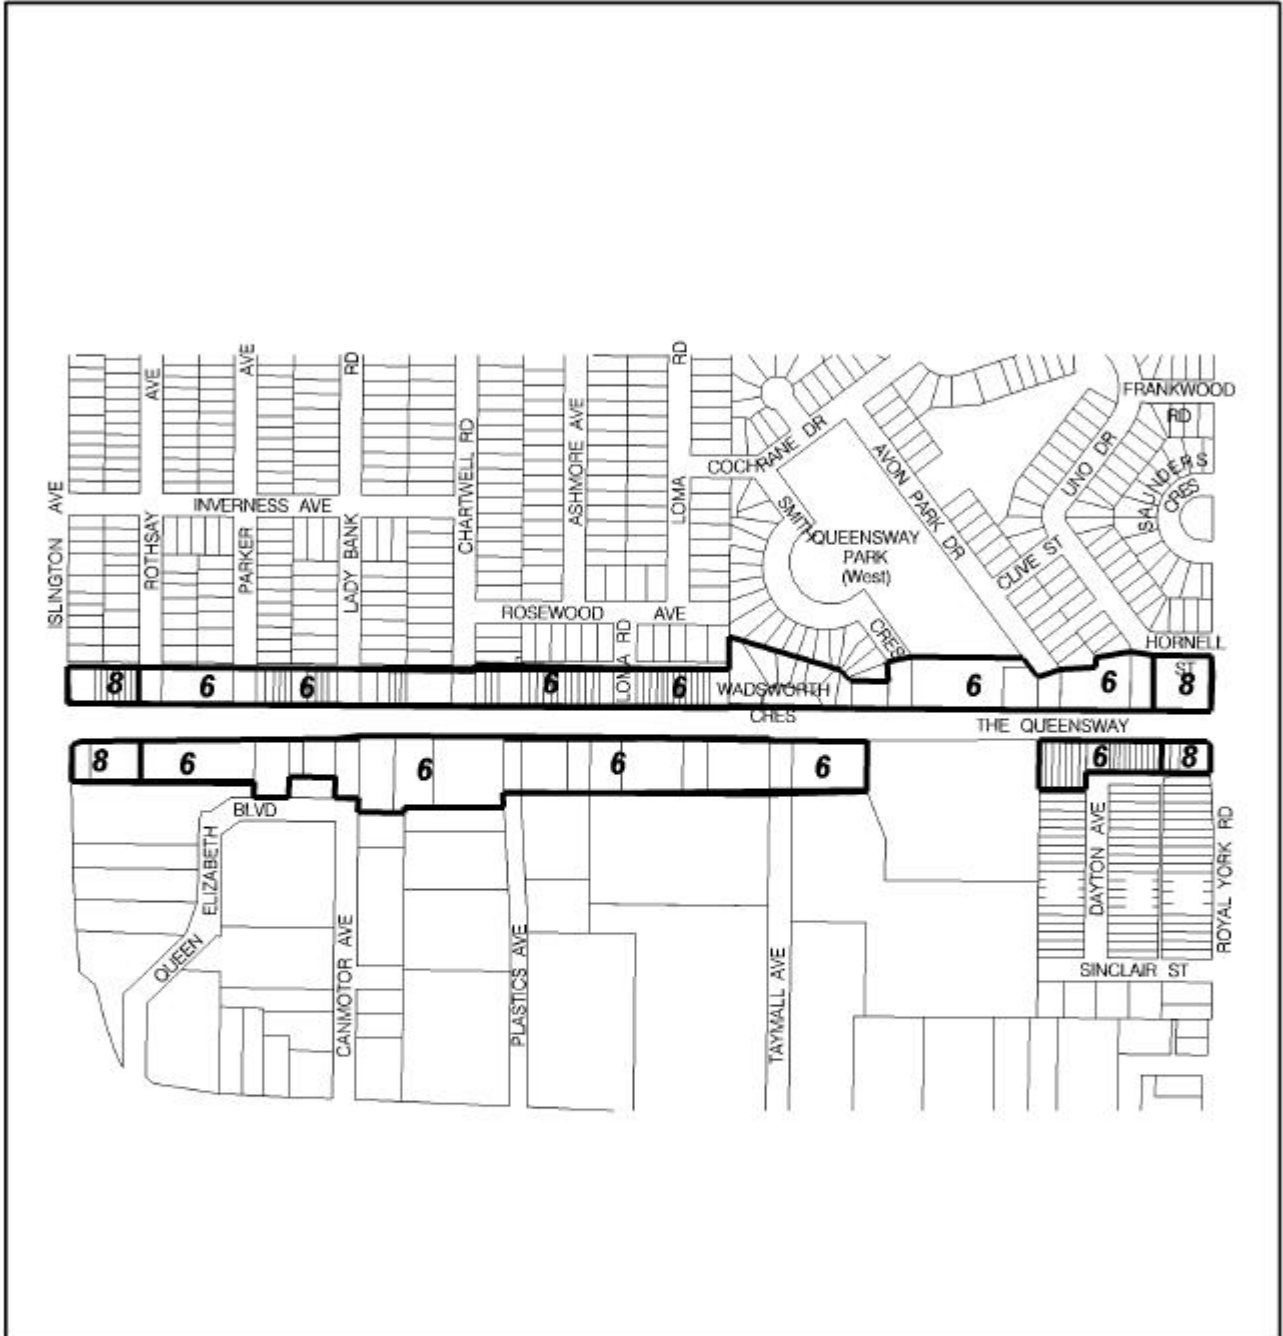 AVE
AVE
RD
RD
FRANKWOOD
RD
ISLINGTON AVE
ROTHSAY
INVERNESS AVE
PARKER
LADY BANK
CHARTWELL RD
ASHMORE AVE
LOMA
COCHRANE DR
AVON PARK DR
UNO DR
SAUNDERS
CRES
SMITH
CRES
QUEENSWAY
PARK
(West)
CLIVE ST
ROSEWOOD AVE
LOMA RD
HORNELL
ST
8 6 6 6 6 6 6 8
WADSWORTH
CRES
THE QUEENSWAY
8 6 6 6 6 6 8
QUEEN ELIZABETH BLVD
CANMOTOR AVE
PLASTICS AVE
TAYMALL AVE
DAYTON AVE
ROYAL YORK RD
SINCLAIR ST